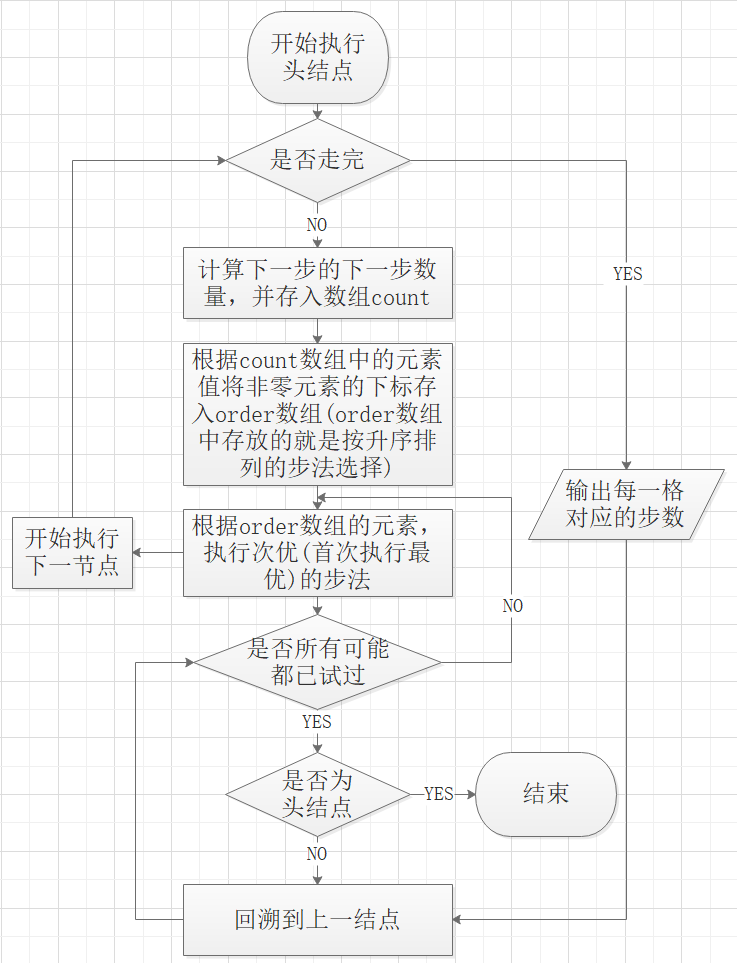 开始执行
头结点
是否走完
NO
YES
计算下一步的下一步数
量，并存入数组count
根据count数组中的元素
值将非零元素的下标存
入order数组(order数组
中存放的就是按升序排
列的步法选择)
输出每一格
对应的步数
开始执行
下一节点
根据order数组的元素，
执行次优(首次执行最
优)的步法
NO
是否所有可能
都已试过
YES
是否为
头结点
YES
结束
NO
回溯到上一结点